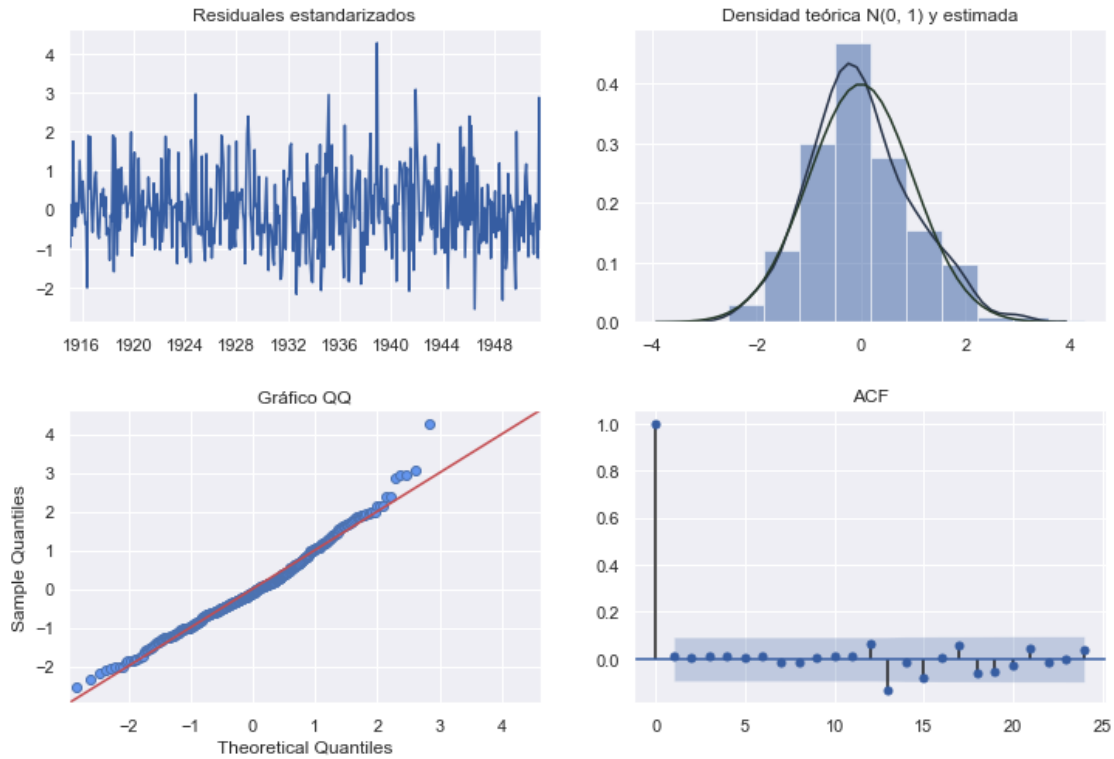 Residuales estandarizados
4
3
2
1
0
−1
−2
1916 1920 1924 1928 1932 1936 1940 1944 1948
Densidad teórica N(0, 1) y estimada
0.4
0.3
0.2
0.1
0.0
−4 −2 0 2 4
Gráfico QQ
Sample Quantiles
4
3
2
1
0
−1
−2
−2 −1 0 1 2 3 4
Theoretical Quantiles
ACF
1.0
0.8
0.6
0.4
0.2
0.0
0 5 10 15 20 25